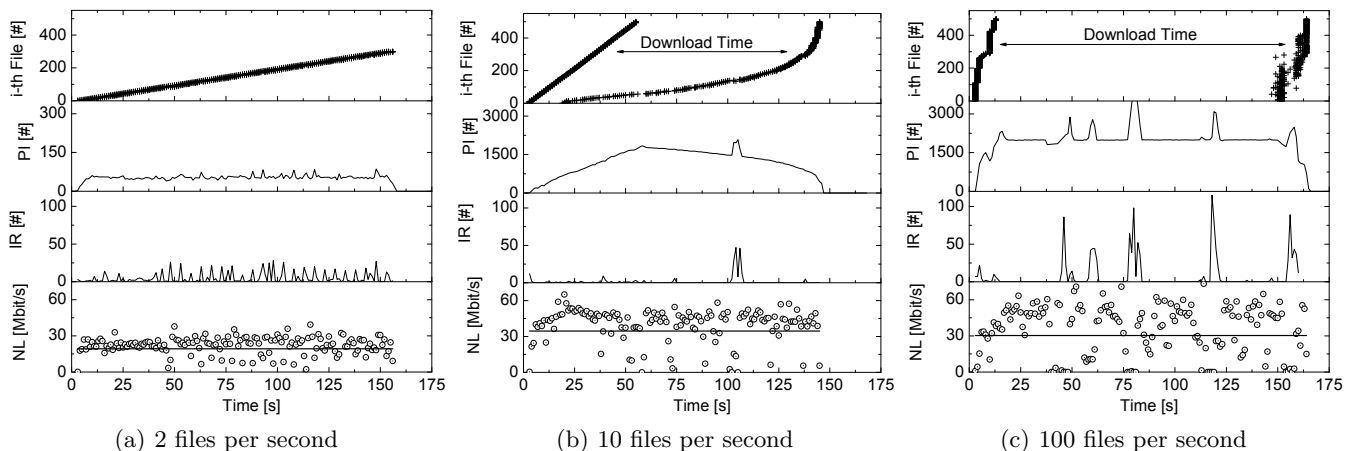 i-th File [#]
400
200
0
PI [#]
300
150
0
IR [#]
100
50
0
NL [Mbit/s]
60
30
0
0 25 50 75 100 125 150 175
Time [s]
(a) 2 files per second
i-th File [#]
400
200
0
Download Time
PI [#]
3000
1500
0
IR [#]
100
50
0
NL [Mbit/s]
60
30
0
0 25 50 75 100 125 150 175
Time [s]
(b) 10 files per second
i-th File [#]
400
200
0
Download Time
PI [#]
3000
1500
0
IR [#]
100
50
0
NL [Mbit/s]
60
30
0
0 25 50 75 100 125 150 175
Time [s]
(c) 100 files per second